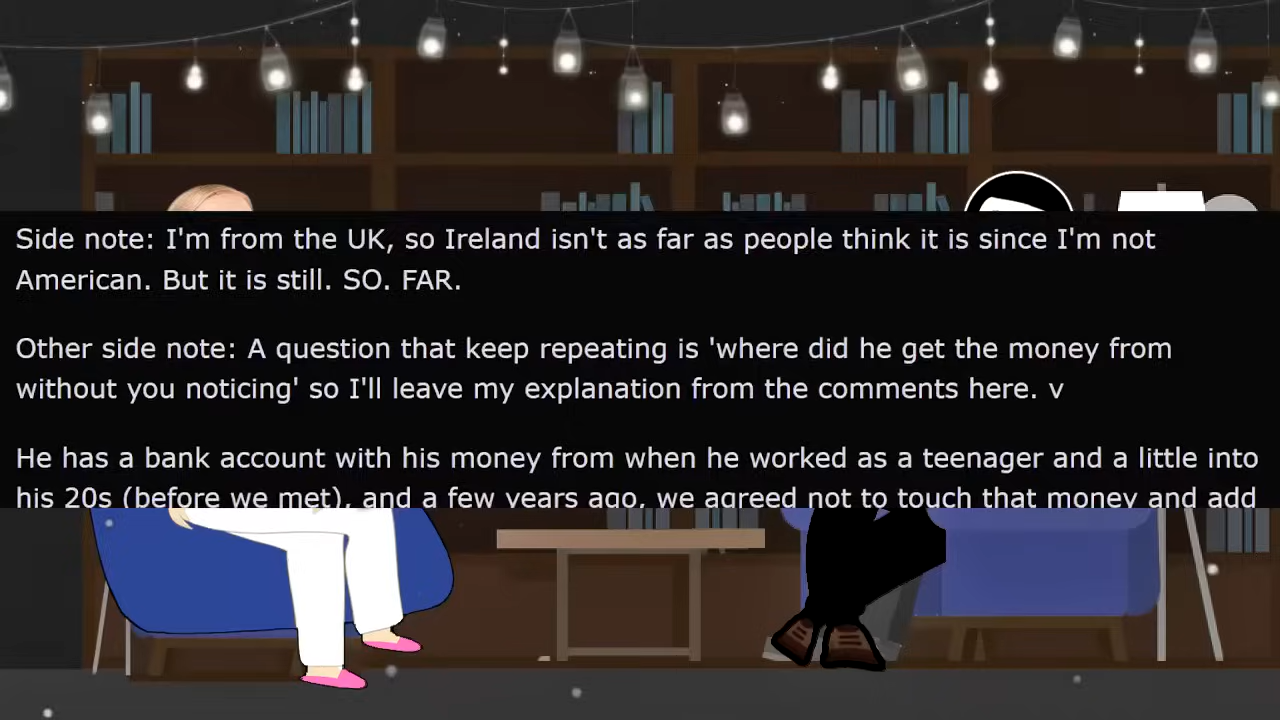 Side note: I'm from the UK, so Ireland isn't as far as people think it is since I'm not
American. But it is still. SO. FAR.
Other side note: A question that keep repeating is 'where did he get the money from
without you noticing' so I'll leave my explanation from the comments here. v
He has a bank account with his money from when he worked as a teenager and a little into
his 20s (before we met), and a few years ago, we agreed not to touch that money and add